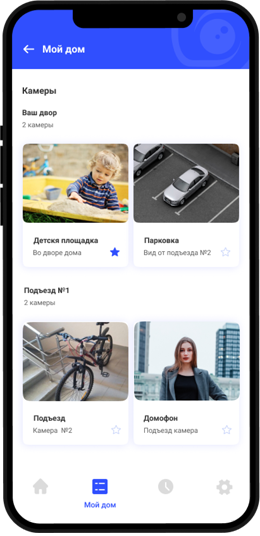 Мой дом
Камеры
Ваш двор
2 камеры
Детскя площадка
Во дворе дома
Парковка
Вид от подъезда №2
Подъезд №1
2 камеры
Подъезд
Камера №2
Домофон
Подъезд камера
Мой дом